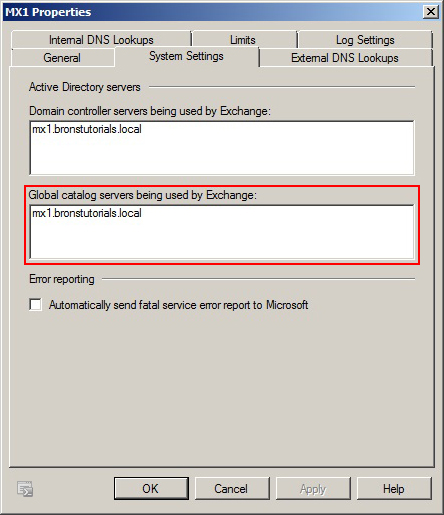 MX1 Properties
Internal DNS Lookups Limits Log Settings
General System Settings External DNS Lookups
Active Directory servers
Domain controller servers being used by Exchange:
mx1.bronstutorials.local
Global catalog servers being used by Exchange:
mx1.bronstutorials.local
Error reporting
Automatically send fatal service error report to Microsoft
OK Cancel Apply Help